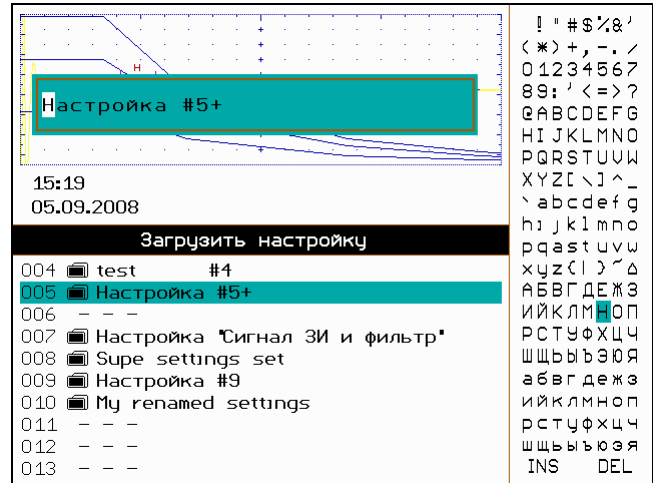 н
Настройка #5+
15:19
05.09.2008
Загрузить настройку
004 test #4
005 Настройка #5+
006 - - -
007 Настройка "Сигнал ЗИ и фильтр"
008 Supe settings set
009 Настройка #9
010 My renamed settings
011 - - -
012 - - -
013 - - -
! " # $ % & '
( * ) + , - . /
0 1 2 3 4 5 6 7
8 9 : ' < = > ?
@ A B C D E F G
H I J K L M N O
P Q R S T U V W
X Y Z [ \ ] ^ _
` a b c d e f g
h i j k l m n o
p q a s t u v w
x y z { | } ~ △
А Б В Г Д Е Ж З
И Й К Л М Н О П
Р С Т У Ф Х Ц Ч
Ш Щ Ь Ы Ъ Э Ю Я
а б в г д е ж з
и й к л м н о п
р с т у ф х ц ч
ш щ ь ы ъ ю э я
INS DEL